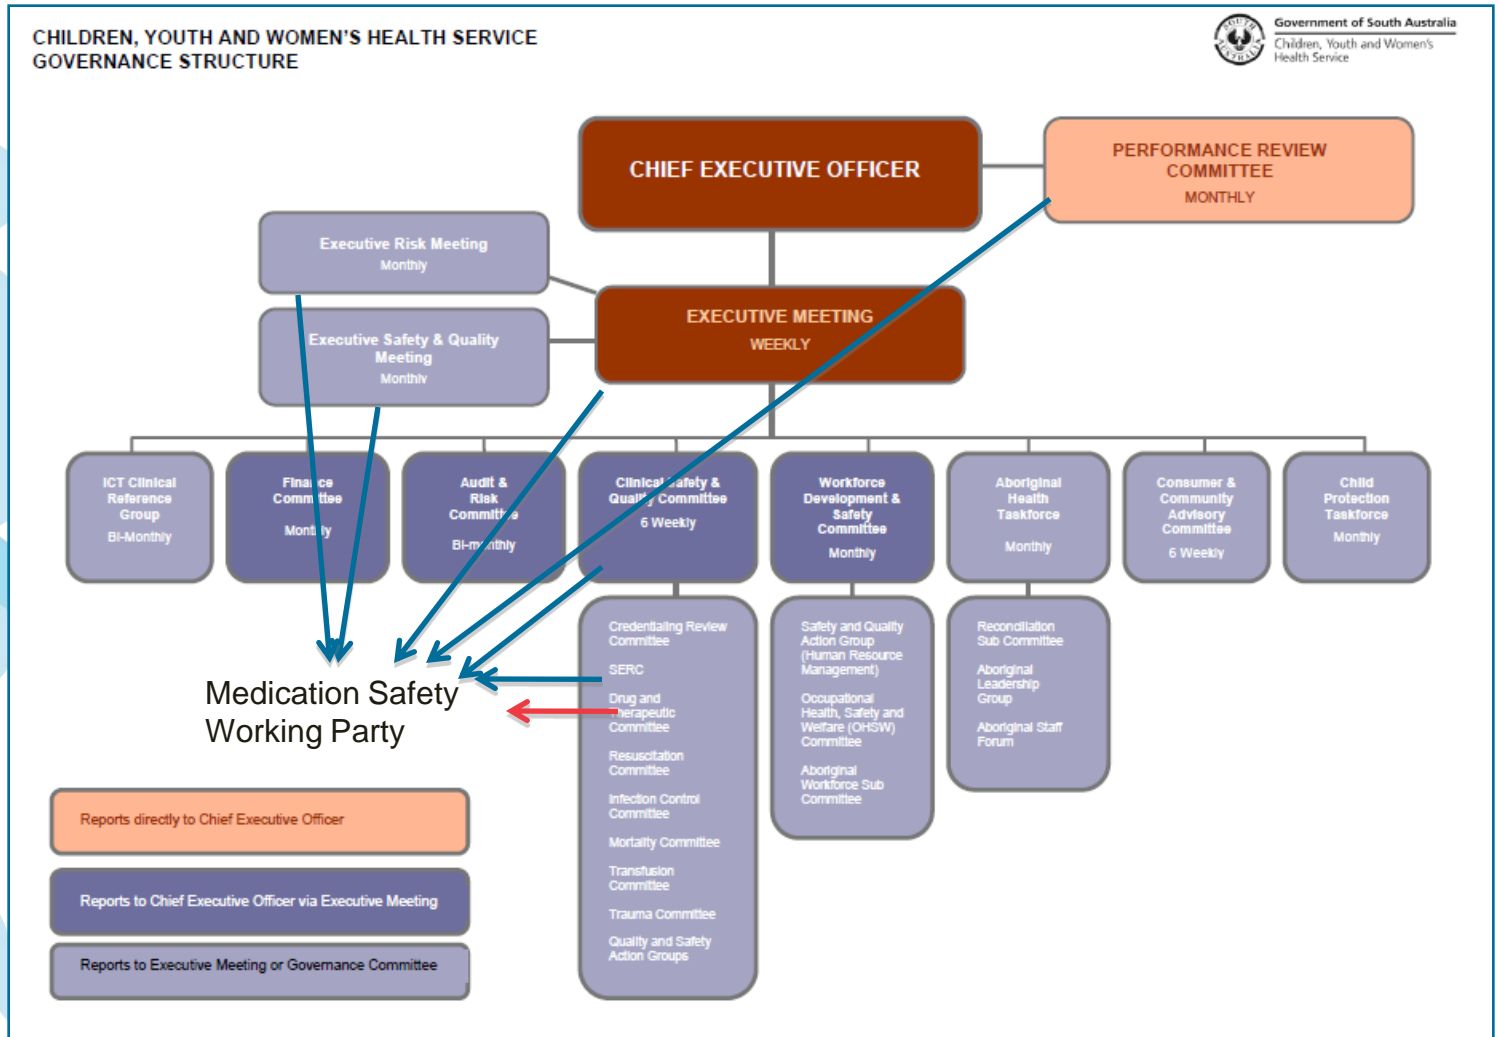 CHILDREN, YOUTH AND WOMEN'S HEALTH SERVICE
GOVERNANCE STRUCTURE
SOUTH
AUSTRALIA
Government of South Australia
Children, Youth and Women's
Health Service
CHIEF EXECUTIVE OFFICER
PERFORMANCE REVIEW
COMMITTEE
MONTHLY
Executive Risk Meeting
Monthly
EXECUTIVE MEETING
WEEKLY
Executive Safety & Quality
Meeting
Monthly
ICT Clinical
Reference
Group
Bi-Monthly
Finance
Committee
Monthly
Audit &
Risk
Committee
Bi-monthly
Clinical Safety &
Quality Committee
6 Weekly
Workforce
Development &
Safety
Committee
Monthly
Aboriginal
Health
Taskforce
Monthly
Consumer &
Community
Advisory
Committee
6 Weekly
Child
Protection
Taskforce
Monthly
Credentialing Review
Committee
SERC
Drug and
Therapeutic
Committee
Resuscitation
Committee
Infection Control
Committee
Mortality Committee
Transfusion
Committee
Trauma Committee
Quality and Safety
Action Groups
Safety and Quality
Action Group
(Human Resource
Management)
Occupational
Health, Safety and
Welfare (OHSW)
Committee
Aboriginal
Workforce Sub
Committee
Reconciliation
Sub Committee
Aboriginal
Leadership
Group
Aboriginal Staff
Forum
Medication Safety
Working Party
Reports directly to Chief Executive Officer
Reports to Chief Executive Officer via Executive Meeting
Reports to Executive Meeting or Governance Committee